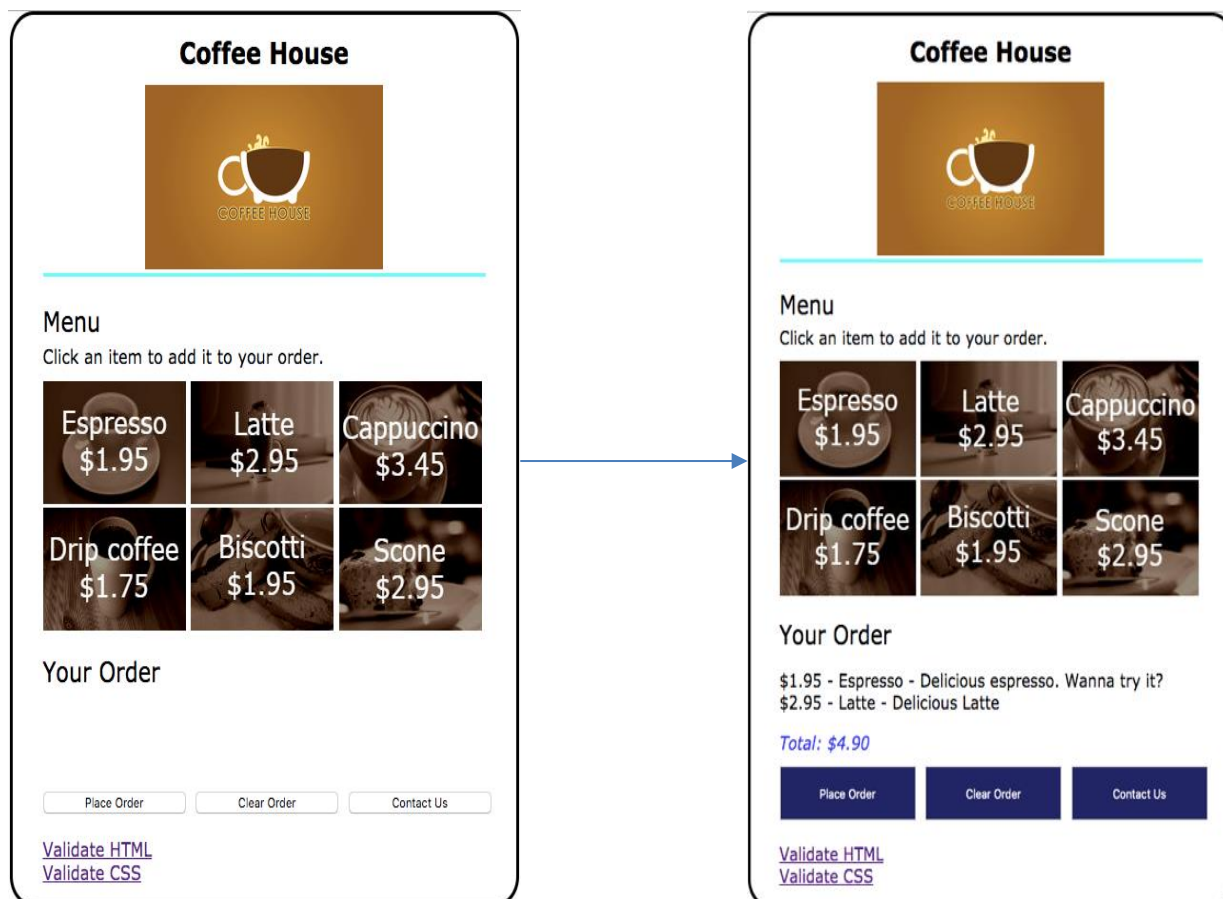 Coffee House
COFFEE HOUSE
Menu
Click an item to add it to your order.
Espresso
$1.95
Latte
$2.95
Cappuccino
$3.45
Drip coffee
$1.75
Biscotti
$1.95
Scone
$2.95
Your Order
Place Order
Clear Order
Contact Us
Validate HTML
Validate CSS
Coffee House
COFFEE HOUSE
Menu
Click an item to add it to your order.
Espresso
$1.95
Latte
$2.95
Cappuccino
$3.45
Drip coffee
$1.75
Biscotti
$1.95
Scone
$2.95
Your Order
$1.95 - Espresso - Delicious espresso. Wanna try it?
$2.95 - Latte - Delicious Latte
Total: $4.90
Place Order
Clear Order
Contact Us
Validate HTML
Validate CSS